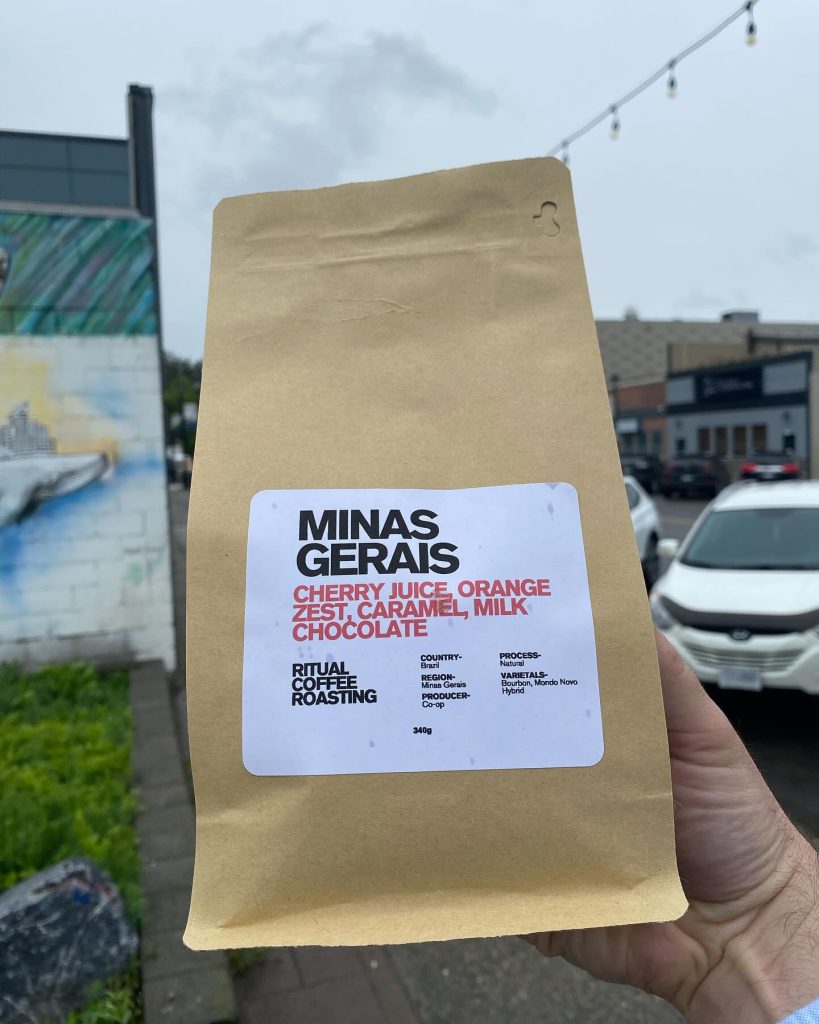 MINAS
GERAIS
CHERRY JUICE, ORANGE
ZEST, CARAMEL, MILK
CHOCOLATE
RITUAL
COFFEE
ROASTING
COUNTRY-
Brazil
REGION-
Minas Gerais
PRODUCER-
Co-op
PROCESS-
Natural
VARIETALS-
Bourbon, Mondo Novo
Hybrid
340g